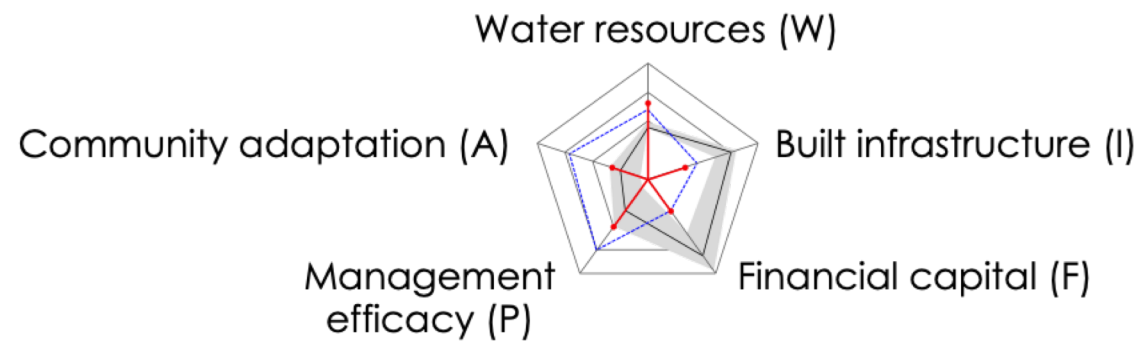 Water resources (W)
Community adaptation (A)
Built infrastructure (I)
Management
efficacy (P)
Financial capital (F)